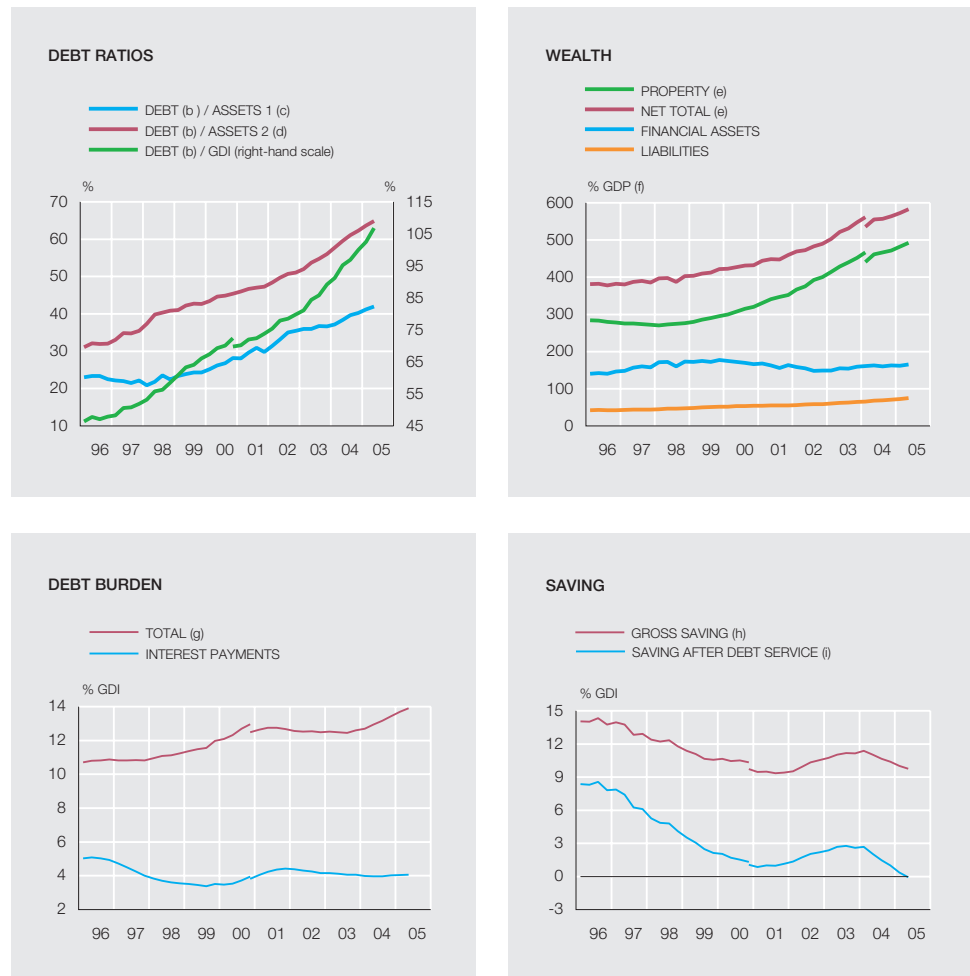 DEBT RATIOS
DEBT (b ) / ASSETS 1 (c)
DEBT (b) / ASSETS 2 (d)
DEBT (b) / GDI (right-hand scale)
% %
70 115
60 105
50 95
40 85
75
30 65
20 55
10 45
96 97 98 99 00 01 02 03 04 05
WEALTH
PROPERTY (e)
NET TOTAL (e)
FINANCIAL ASSETS
LIABILITIES
% GDP (f)
600
500
400
300
200
100
0
96 97 98 99 00 01 02 03 04 05
DEBT BURDEN
TOTAL (g)
INTEREST PAYMENTS
% GDI
14
12
10
8
6
4
2
96 97 98 99 00 01 02 03 04 05
SAVING
GROSS SAVING (h)
SAVING AFTER DEBT SERVICE (i)
% GDI
15
12
9
6
3
0
-3
96 97 98 99 00 01 02 03 04 05